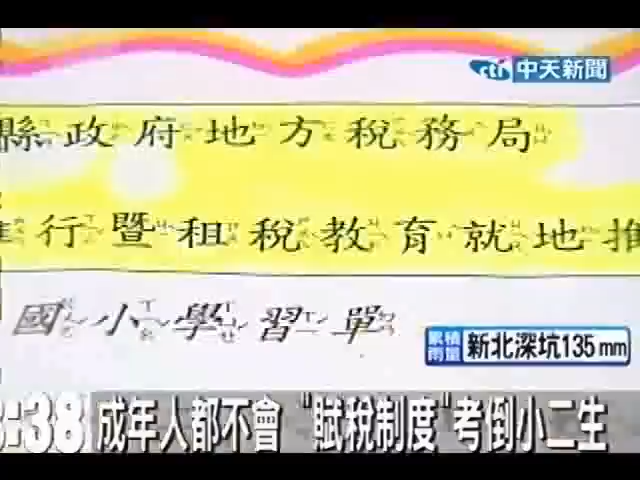 cti 中天新聞
縣政府地方稅務局
行暨租稅教育就地推
國小學習單
累積雨量 新北深坑135mm
:38 成年人都不會 "賦稅制度"考倒小二生